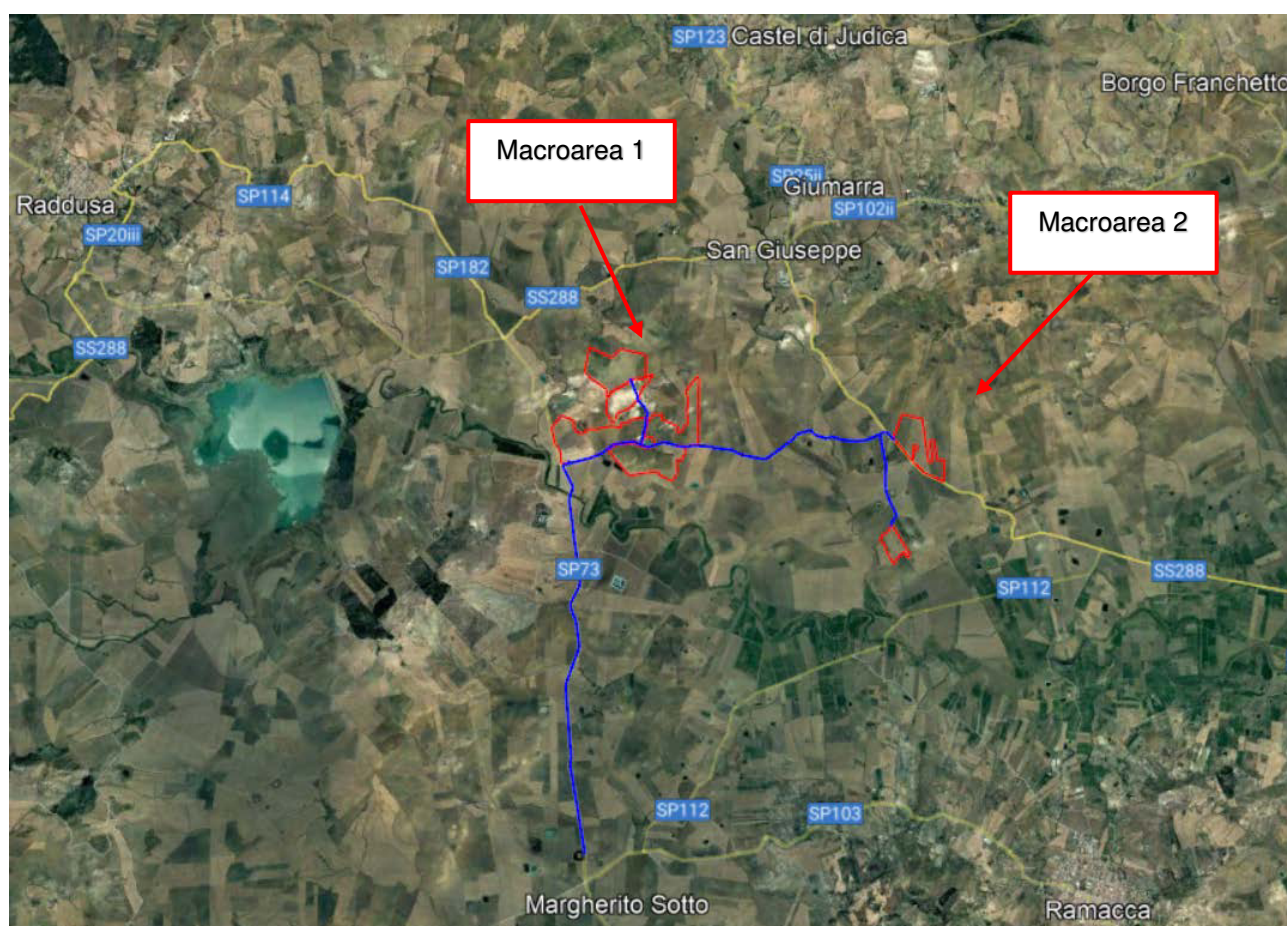 SP123 Castel di Judica
Borgo Franchetto
Macroarea 1
SP25ii
Giumarra
SP114
Raddusa
SP102ii
SP20iii
Macroarea 2
San Giuseppe
SP182
SS288
SS288
SP73
SS288
SP112
SP112
SP103
Margherito Sotto
Ramacca